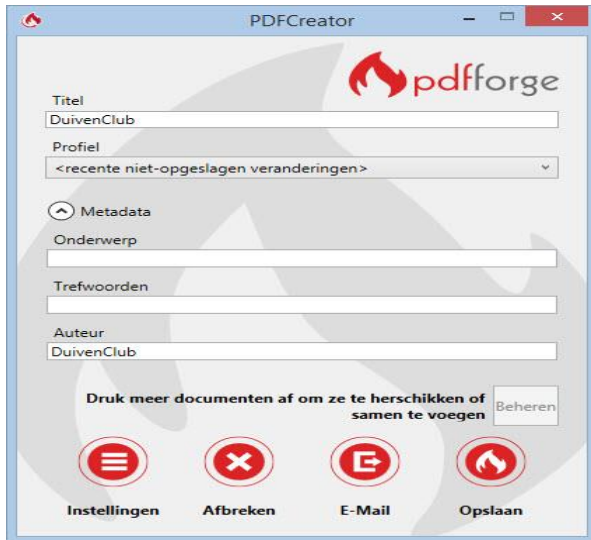 PDFCreator
pdfforge
Titel
DuivenClub
Profiel
<recente niet-opgeslagen veranderingen>
Metadata
Onderwerp
Trefwoorden
Auteur
DuivenClub
Druk meer documenten af om ze te herschikken of
samen te voegen
Beheren
Instellingen Afbreken E-Mail Opslaan